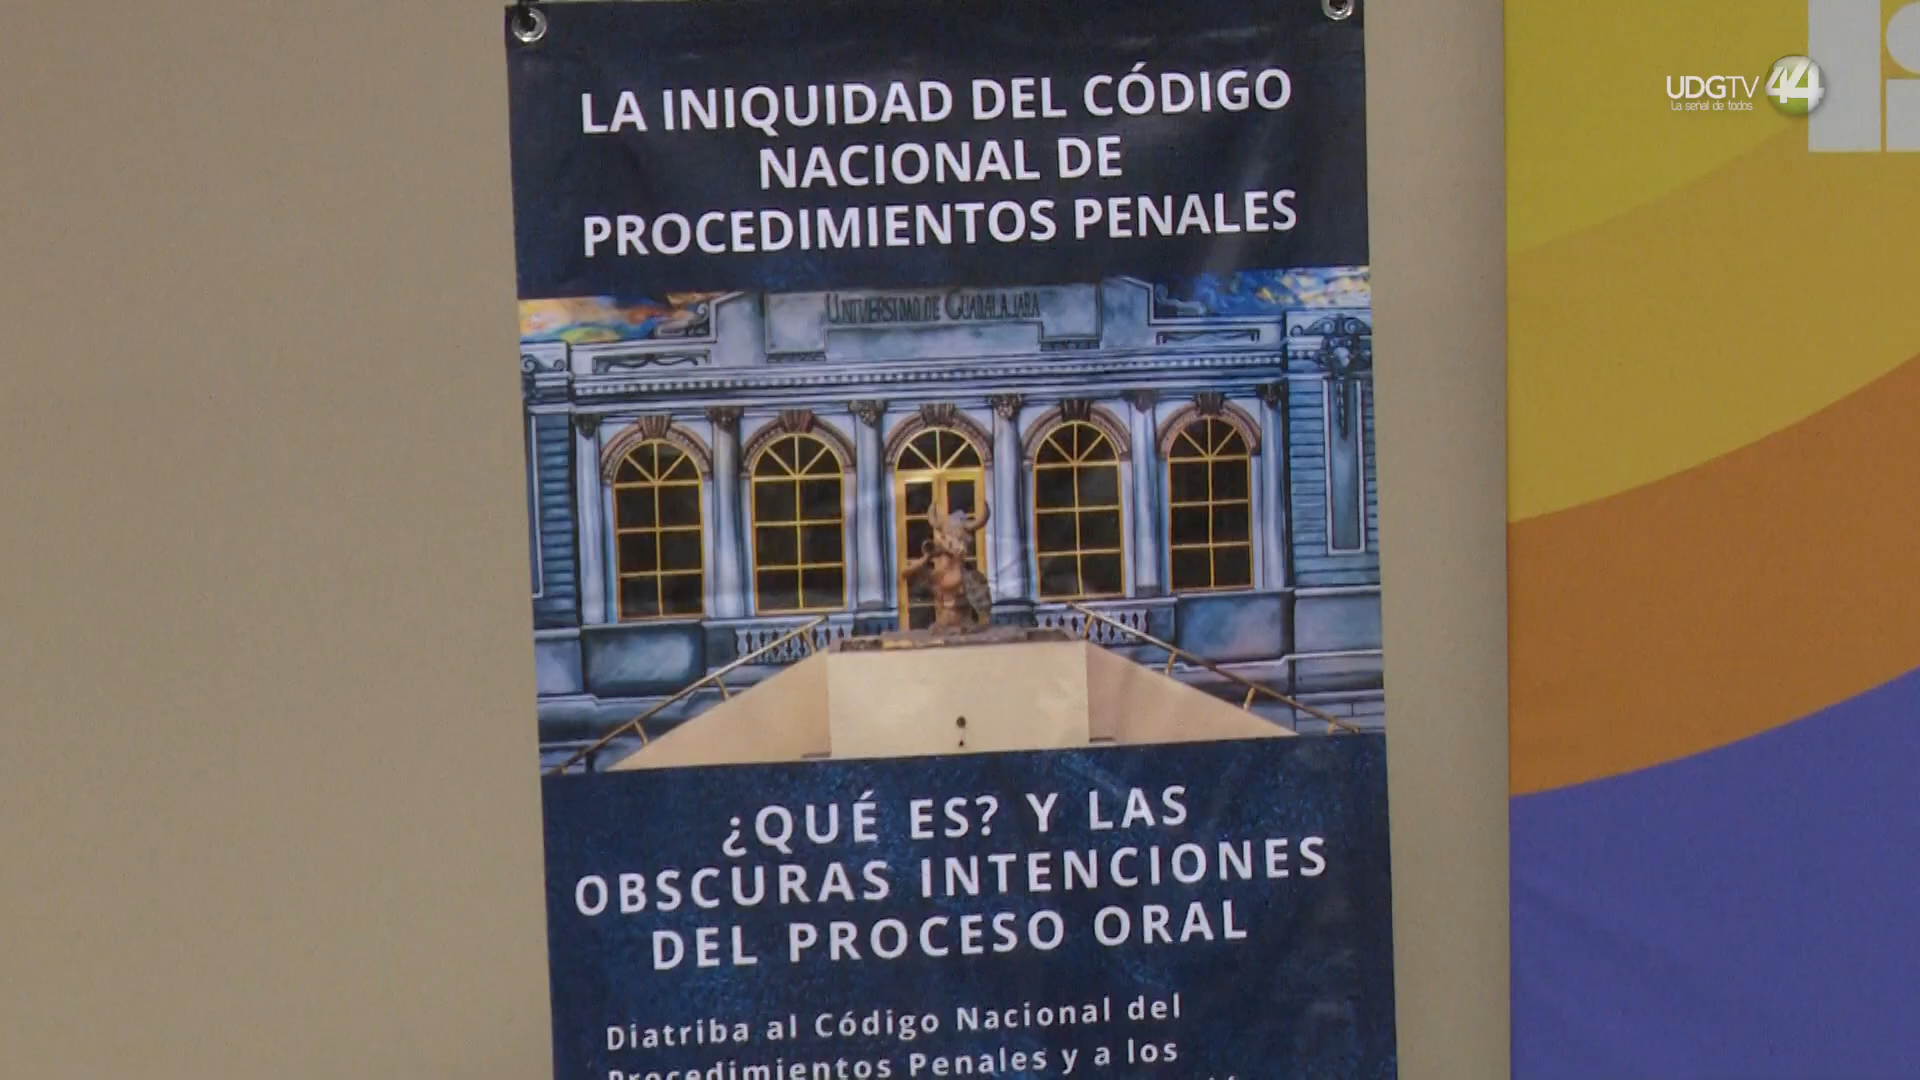 UDGTV 44
La señal de todos
LA INIQUIDAD DEL CÓDIGO
NACIONAL DE
PROCEDIMIENTOS PENALES
UNIVERSIDAD DE GUADALAJARA
¿QUÉ ES? Y LAS
OBSCURAS INTENCIONES
DEL PROCESO ORAL
Diatriba al Código Nacional del
Procedimientos Penales y a los